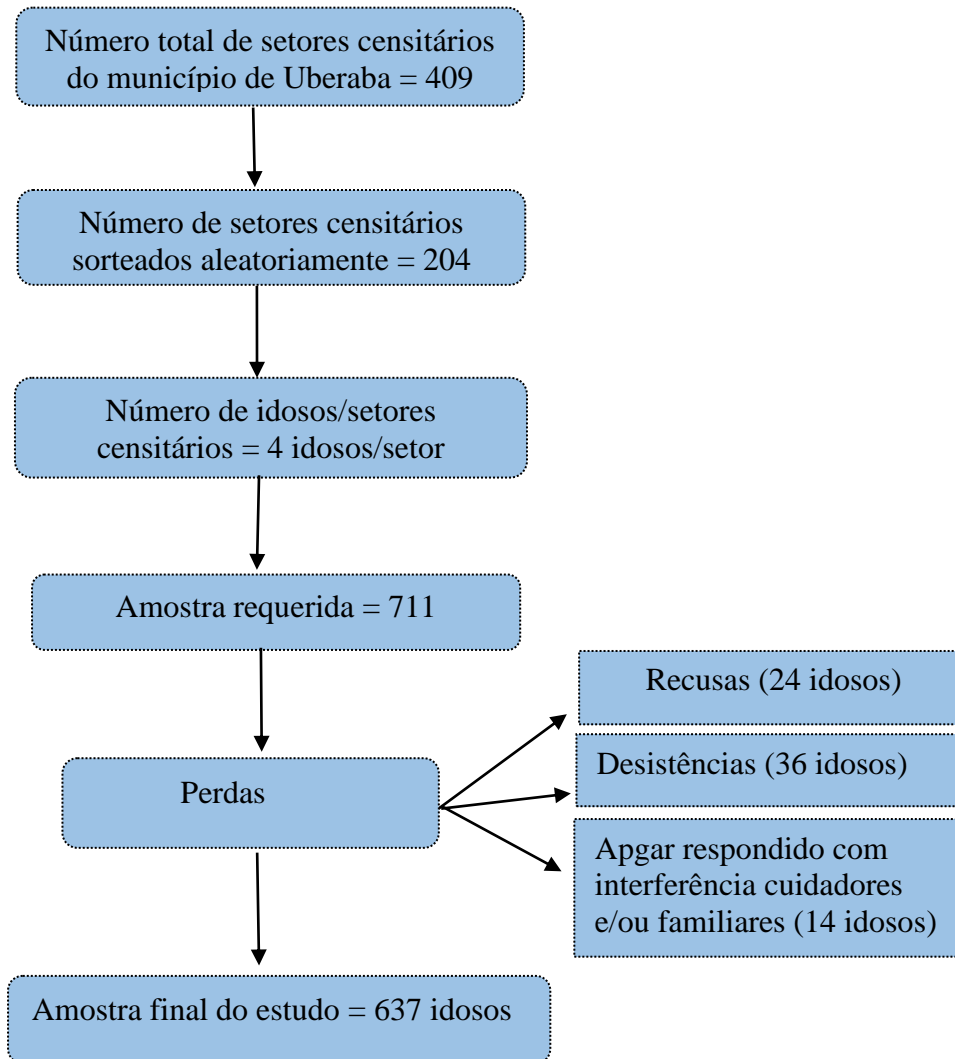 Número total de setores censitários
do município de Uberaba = 409
Número de setores censitários
sorteados aleatoriamente = 204
Número de idosos/setores
censitários = 4 idosos/setor
Amostra requerida = 711
Perdas
Recusas (24 idosos)
Desistências (36 idosos)
Apgar respondido com
interferência cuidadores
e/ou familiares (14 idosos)
Amostra final do estudo = 637 idosos